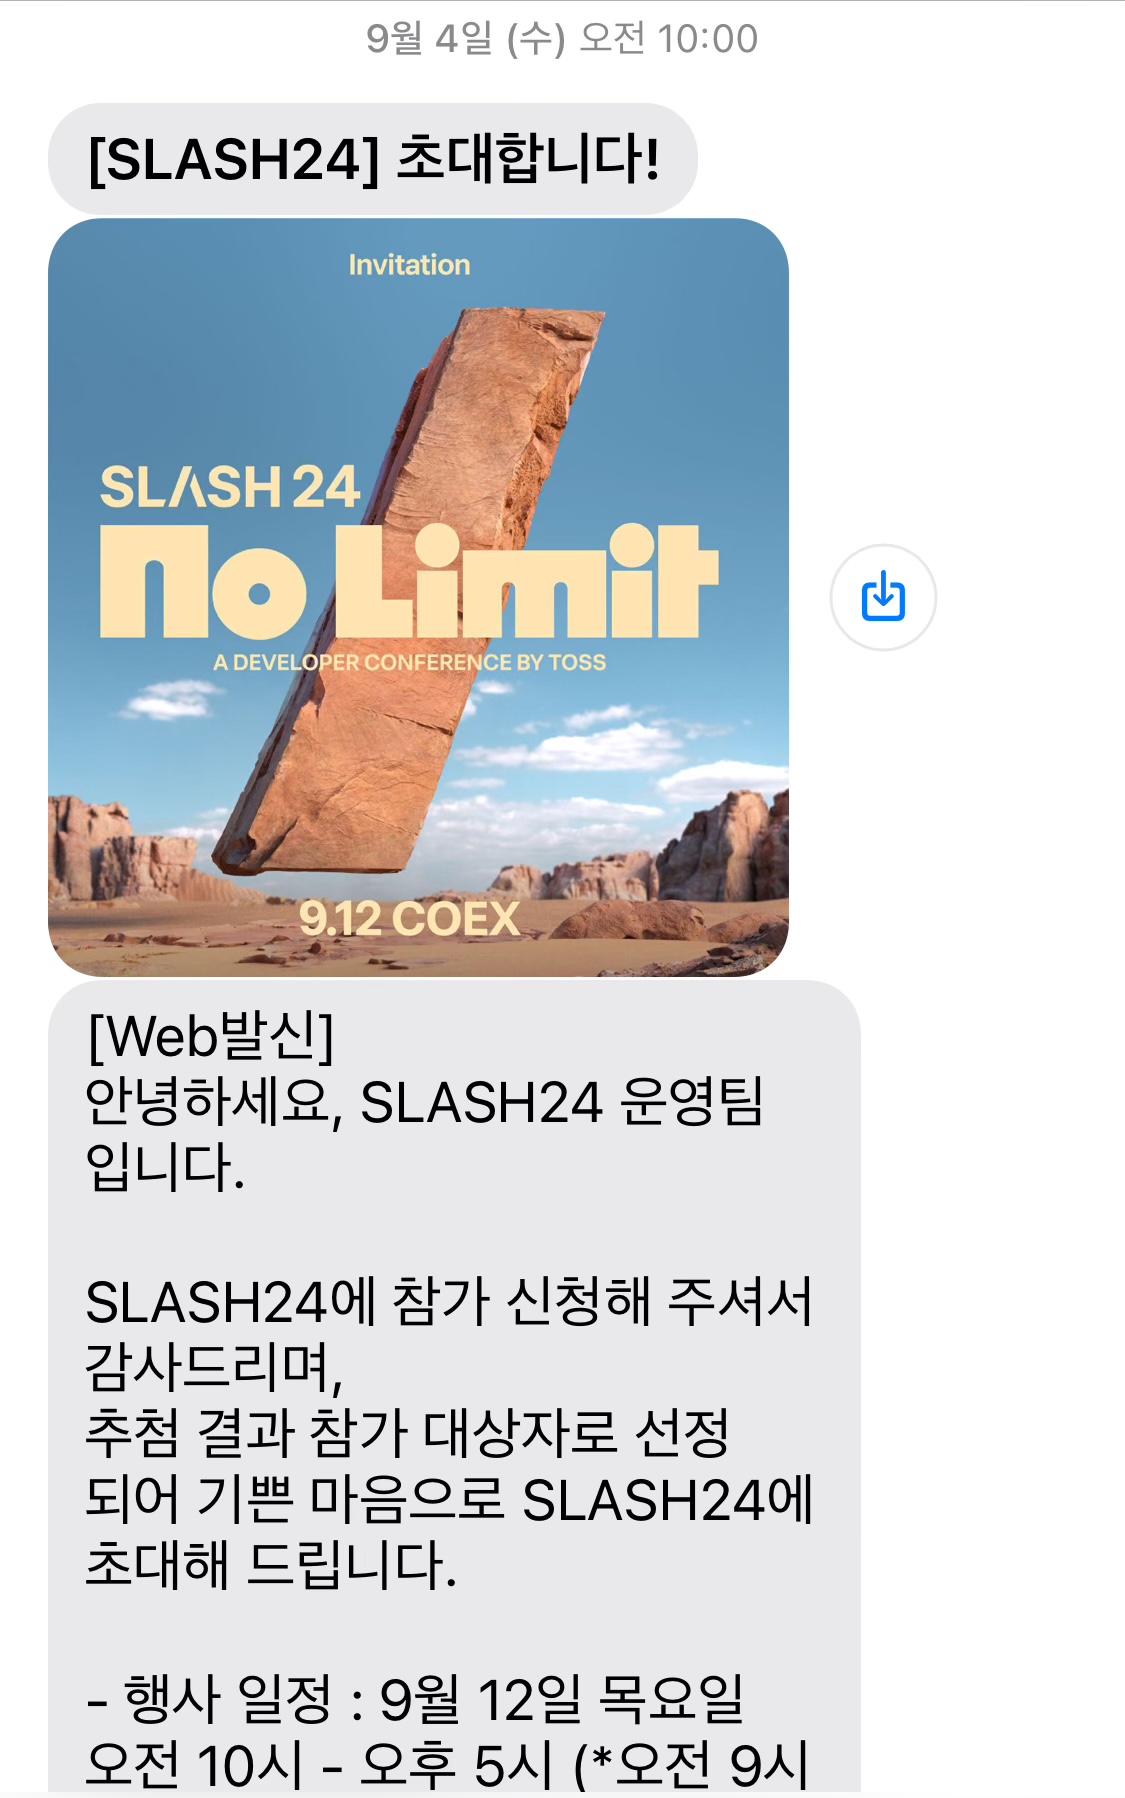 9월 4일 (수) 오전 10:00
[SLASH24] 초대합니다!
Invitation
SLASH 24
No Limit
A DEVELOPER CONFERENCE BY TOSS
9.12 COEX
[Web발신]
안녕하세요, SLASH24 운영팀
입니다.
SLASH24에 참가 신청해 주셔서
감사드리며,
추첨 결과 참가 대상자로 선정
되어 기쁜 마음으로 SLASH24에
초대해 드립니다.
- 행사 일정 : 9월 12일 목요일
오전 10시 - 오후 5시 (*오전 9시